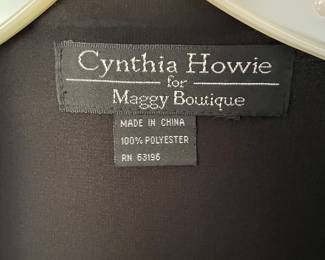 Cynthia Howie
for
Maggy Boutique
MADE IN CHINA
100% POLYESTER
RN 63196